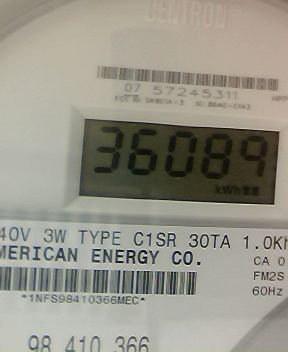 CENTRON®
07 57245311
36089
kWh
40V 3W TYPE C1SR 30TA 1.0Kh
MERICAN ENERGY CO.
CA 0
FM2S
*1NFS98410366MEC*
60Hz
98 410 366